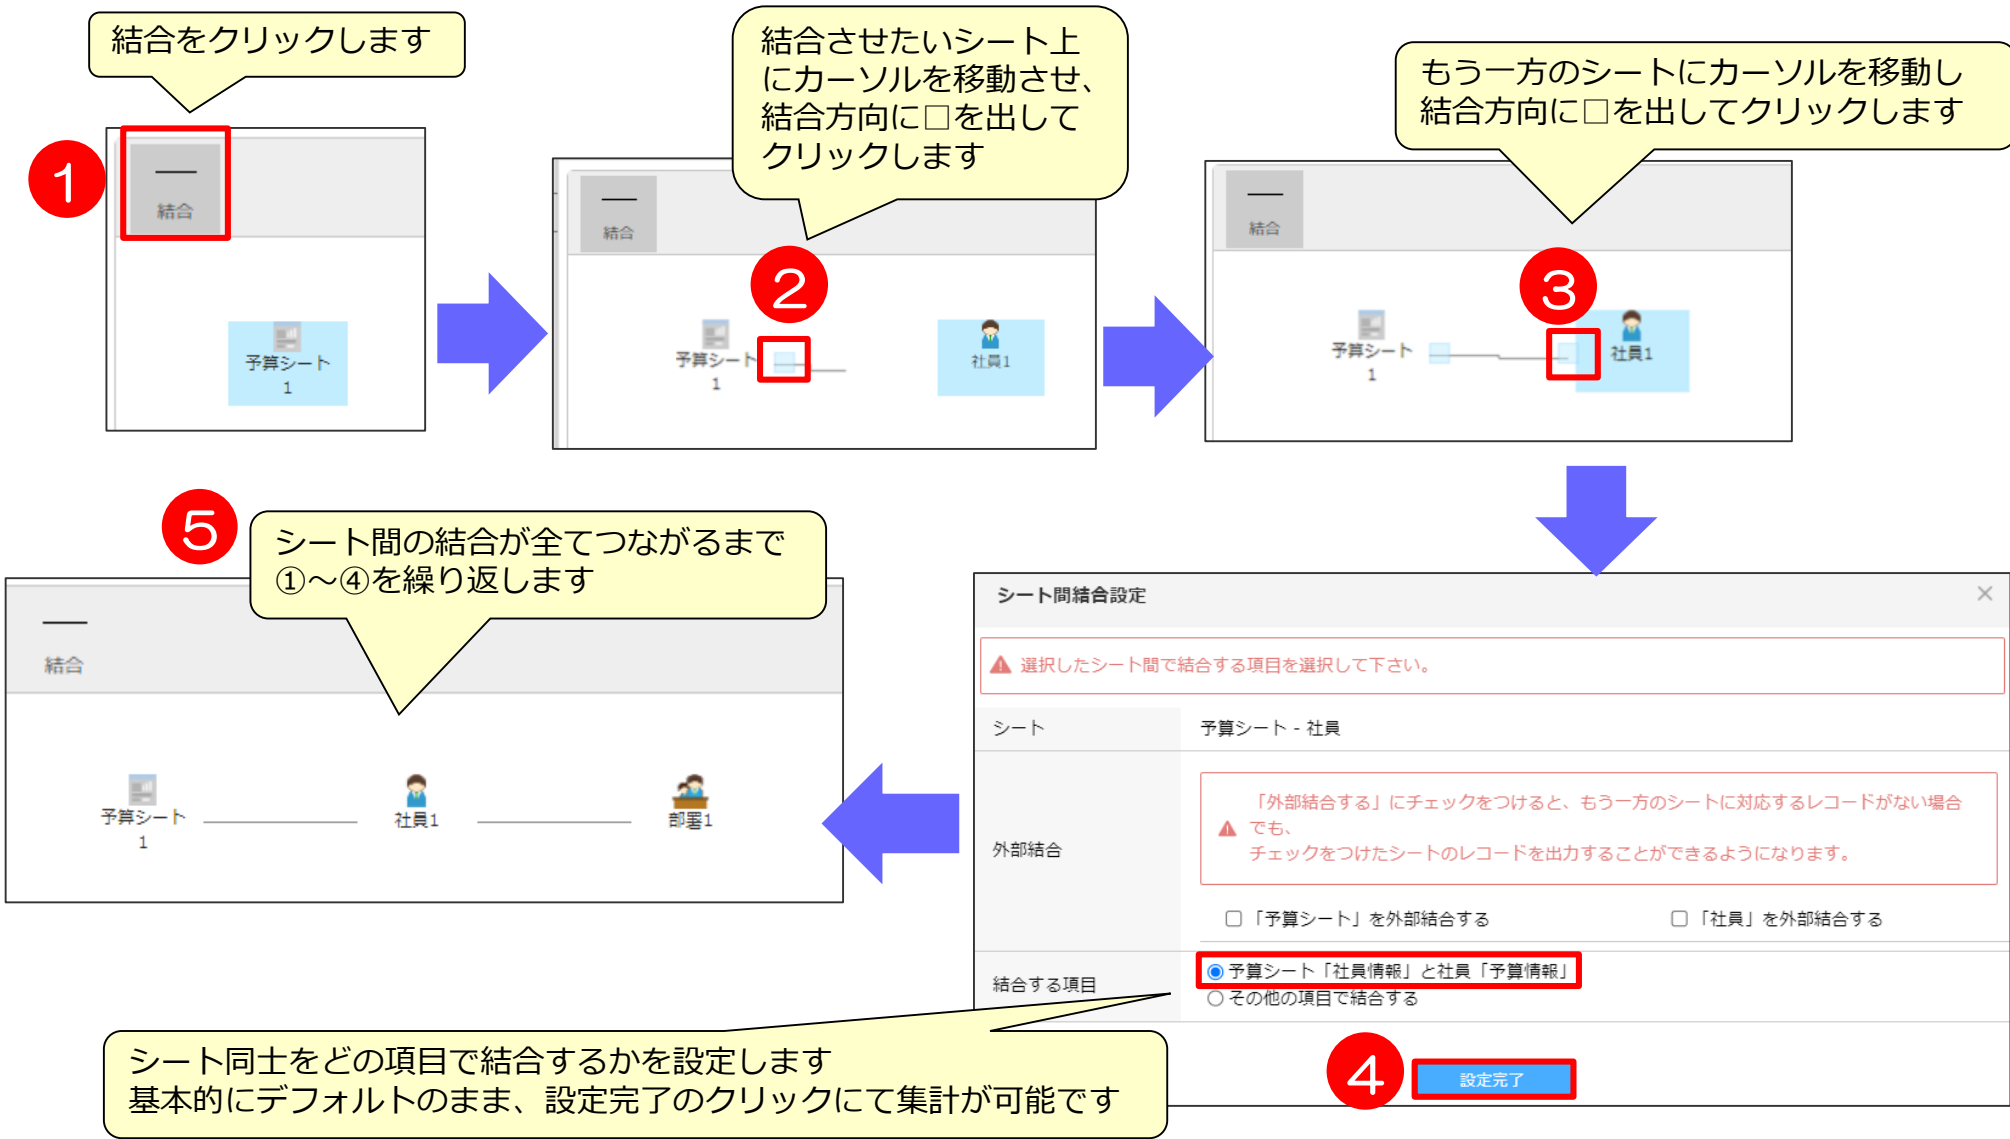 結合をクリックします
1
結合
予算シート
1
結合させたいシート上
にカーソルを移動させ、
結合方向に□を出して
クリックします
結合
2
予算シート
1
社員1
もう一方のシートにカーソルを移動し
結合方向に□を出してクリックします
結合
3
予算シート
1
社員1
シート間結合設定
選択したシート間で結合する項目を選択して下さい。
シート
予算シート - 社員
外部結合
「外部結合する」にチェックをつけると、もう一方のシートに対応するレコードがない場合
でも、
チェックをつけたシートのレコードを出力することができるようになります。
「予算シート」を外部結合する
「社員」を外部結合する
結合する項目
予算シート「社員情報」と社員「予算情報」
その他の項目で結合する
シート同士をどの項目で結合するかを設定します
基本的にデフォルトのまま、設定完了のクリックにて集計が可能です
4
設定完了
5
シート間の結合が全てつながるまで
①～④を繰り返します
結合
予算シート
1
社員1
部署1